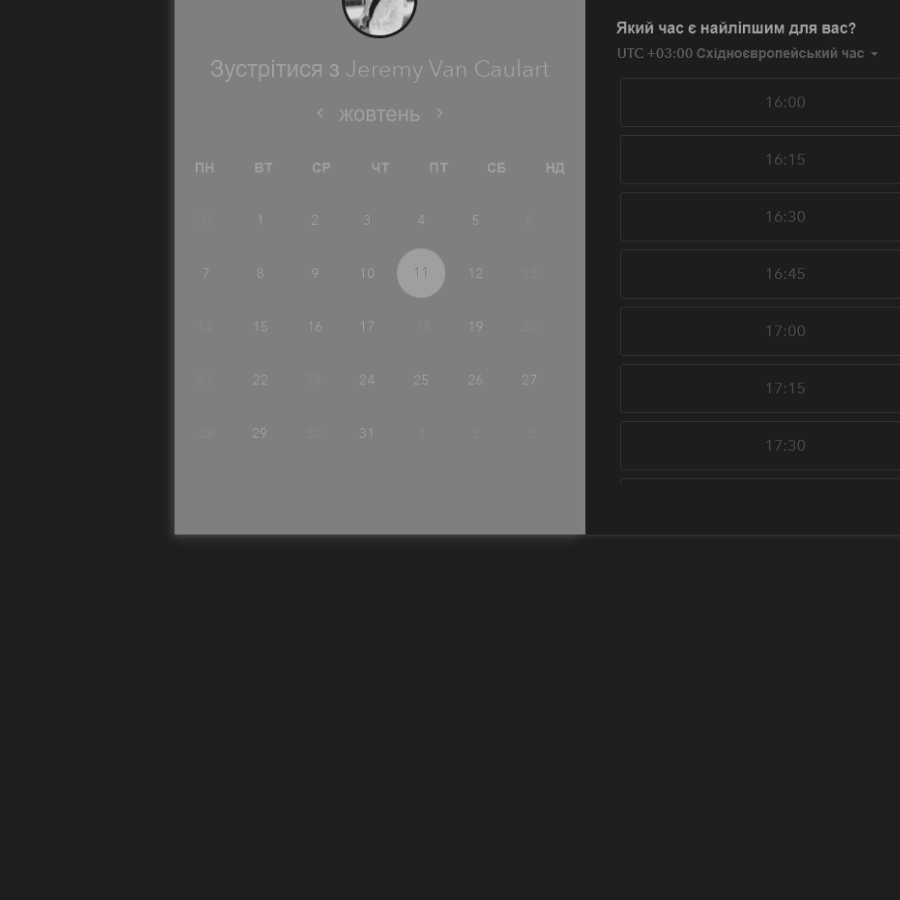 Зустрітися з Jeremy Van Caulart
‹ жовтень ›
ПН ВТ СР ЧТ ПТ СБ НД
31 1 2 3 4 5 6
7 8 9 10 11 12 13
14 15 16 17 18 19 20
21 22 23 24 25 26 27
28 29 30 31 1 2 3
Який час є найліпшим для вас?
UTC +03:00 Східноєвропейський час
16:00
16:15
16:30
16:45
17:00
17:15
17:30